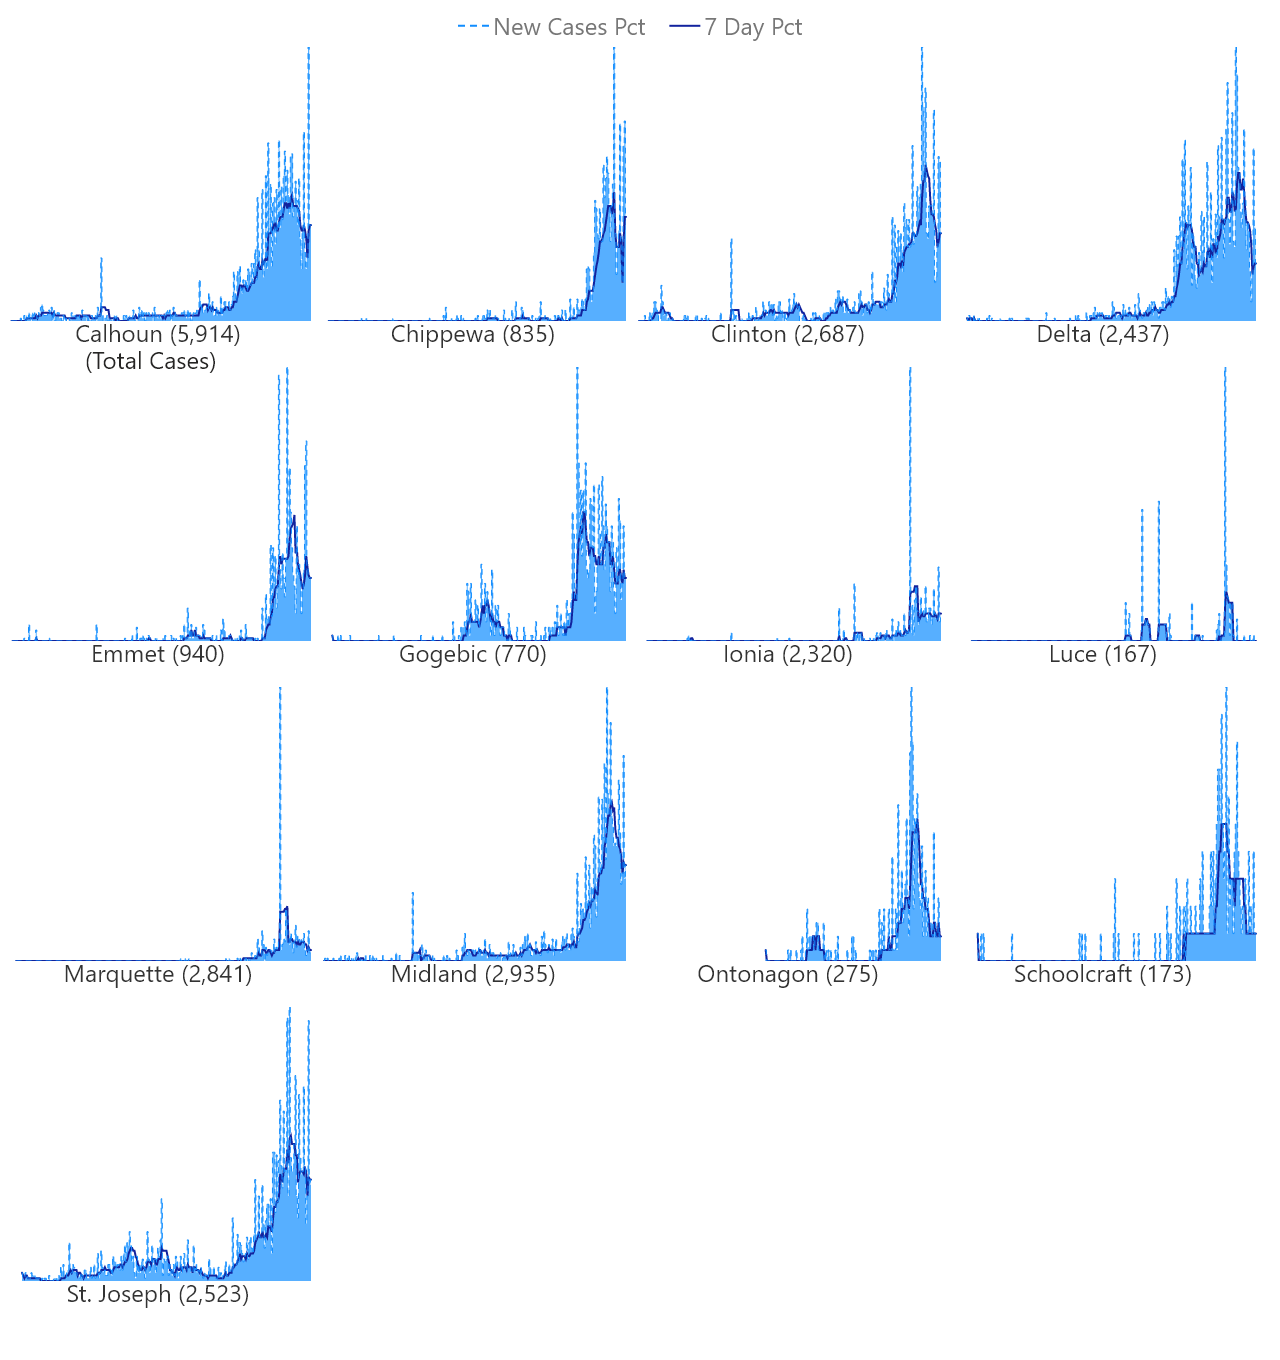 New Cases Pct 7 Day Pct
Calhoun (5,914)
(Total Cases)
Chippewa (835)
Clinton (2,687)
Delta (2,437)
Emmet (940)
Gogebic (770)
Ionia (2,320)
Luce (167)
Marquette (2,841)
Midland (2,935)
Ontonagon (275)
Schoolcraft (173)
St. Joseph (2,523)